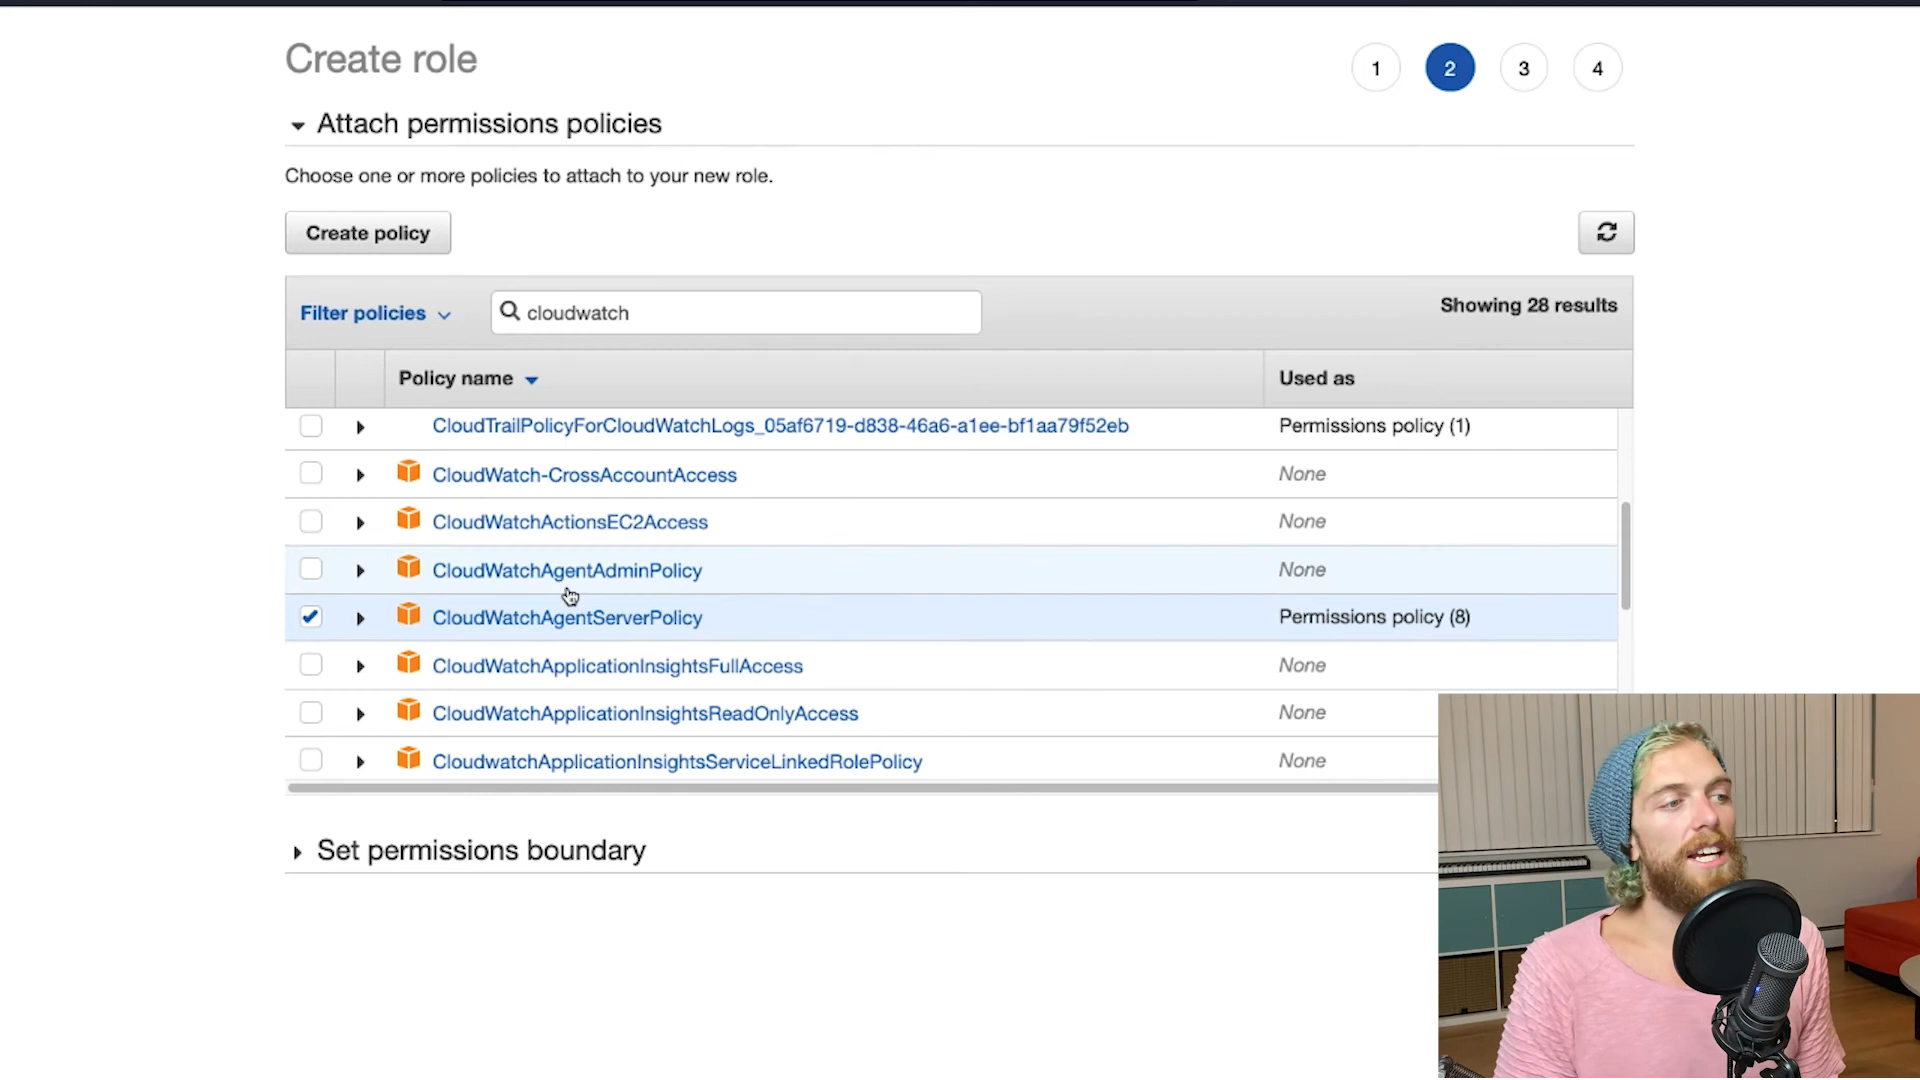 Create role
1 2 3 4
Attach permissions policies
Choose one or more policies to attach to your new role.
Create policy
Filter policies
cloudwatch
Showing 28 results
Policy name
Used as
CloudTrailPolicyForCloudWatchLogs_05af6719-d838-46a6-a1ee-bf1aa79f52eb
Permissions policy (1)
CloudWatch-CrossAccountAccess
None
CloudWatchActionsEC2Access
None
CloudWatchAgentAdminPolicy
None
CloudWatchAgentServerPolicy
Permissions policy (8)
CloudWatchApplicationInsightsFullAccess
None
CloudWatchApplicationInsightsReadOnlyAccess
None
CloudwatchApplicationInsightsServiceLinkedRolePolicy
None
Set permissions boundary